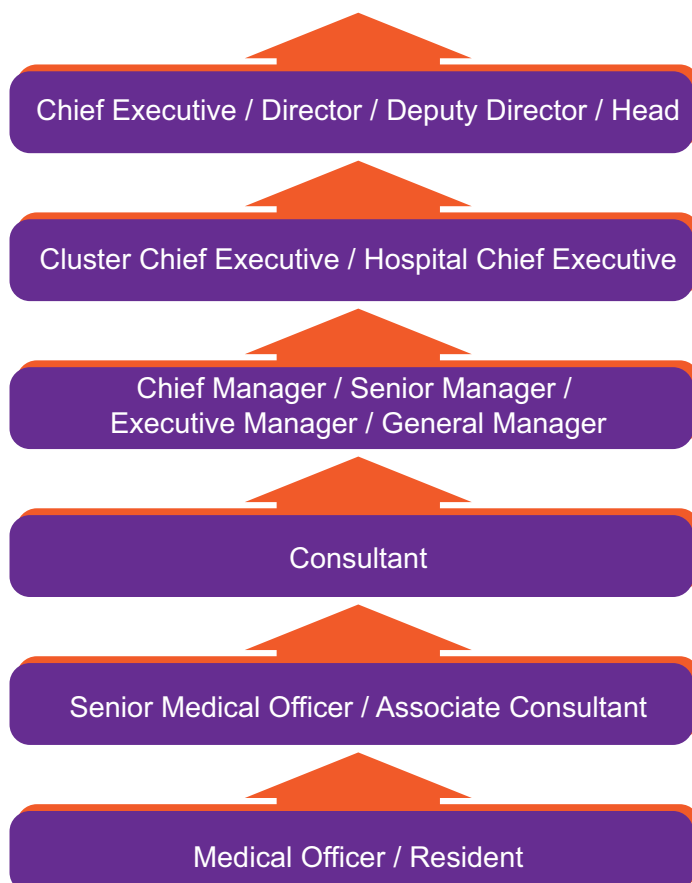 Chief Executive / Director / Deputy Director / Head
Cluster Chief Executive / Hospital Chief Executive
Chief Manager / Senior Manager /
Executive Manager / General Manager
Consultant
Senior Medical Officer / Associate Consultant
Medical Officer / Resident